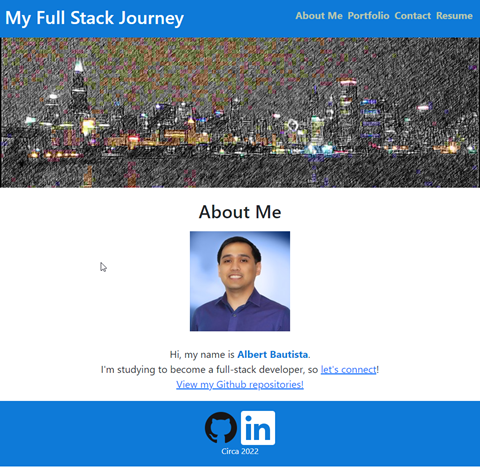 My Full Stack Journey
About Me Portfolio Contact Resume
About Me
Hi, my name is Albert Bautista.
I'm studying to become a full-stack developer, so let's connect!
View my Github repositories!
in
Circa 2022